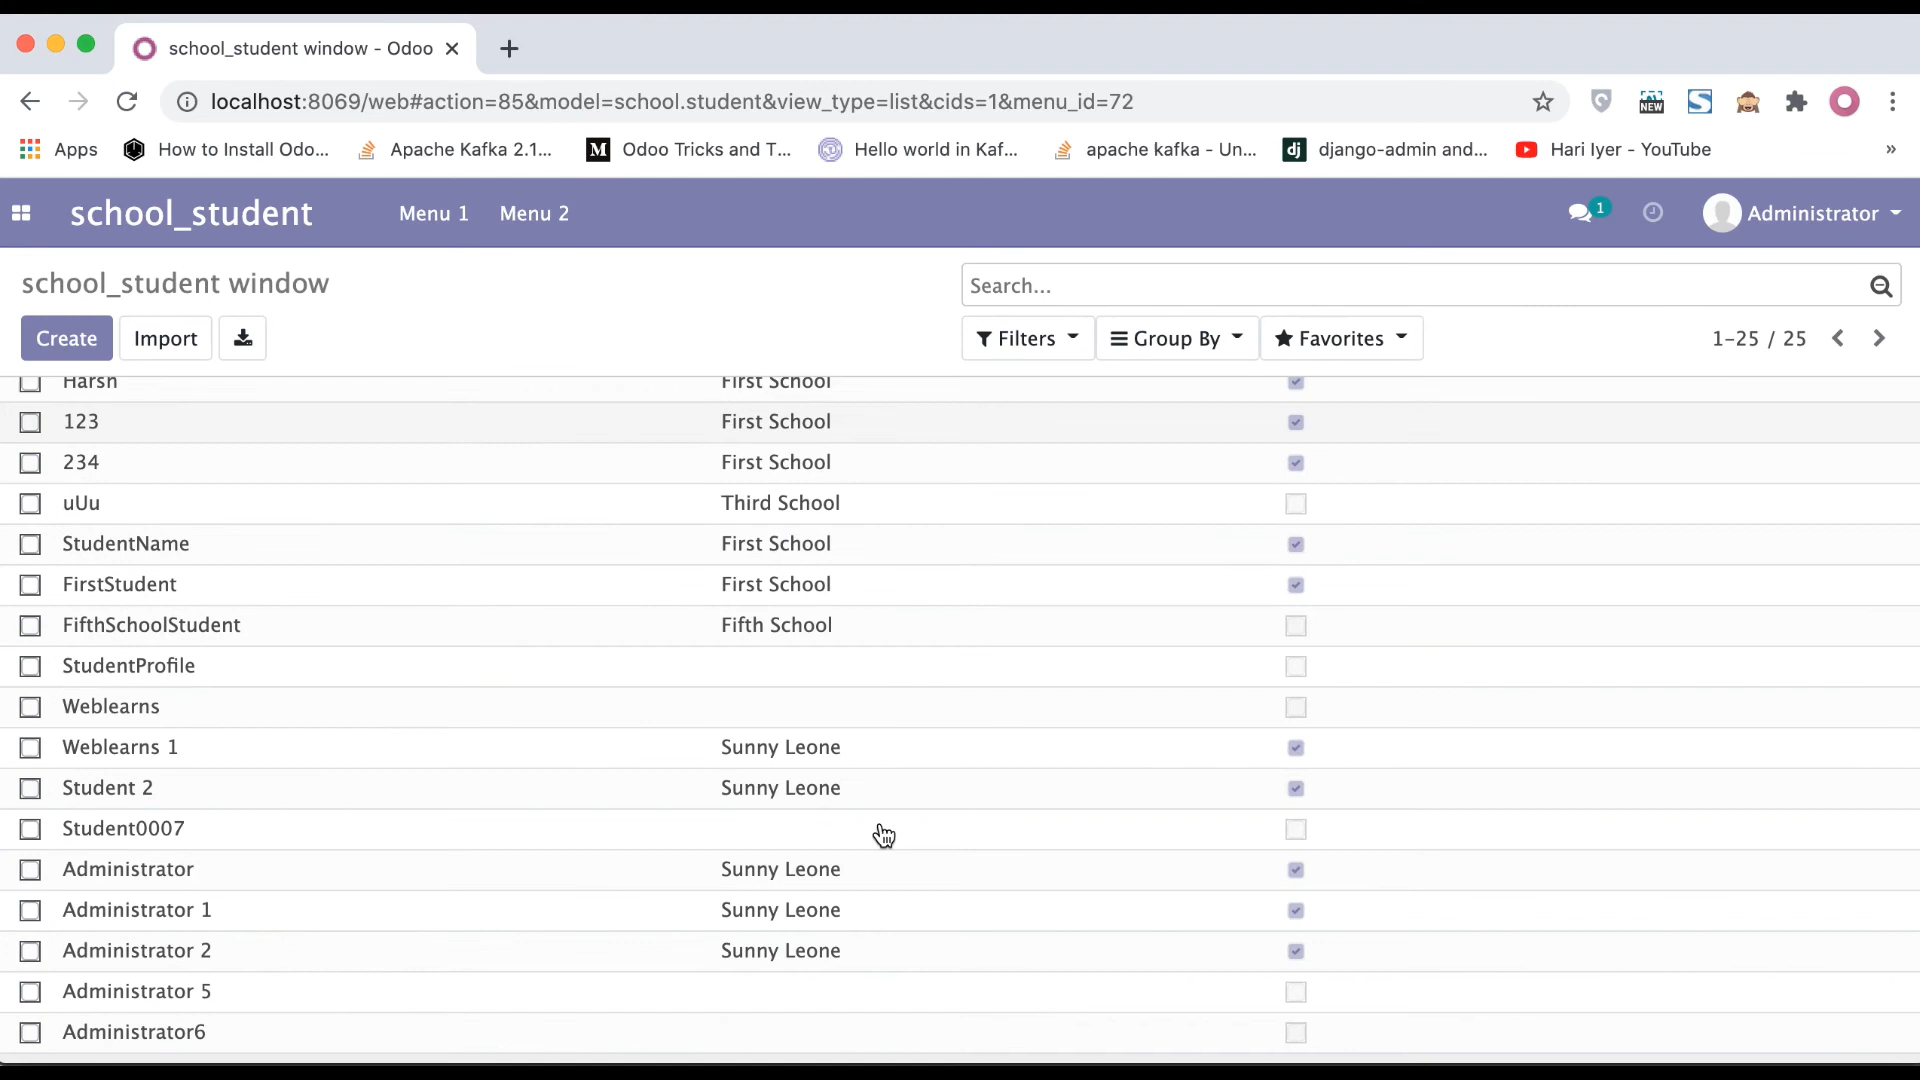 school_student window - Odoo
localhost:8069/web#action=85&model=school.student&view_type=list&cids=1&menu_id=72
NEW
Apps How to Install Odo... Apache Kafka 2.1... M Odoo Tricks and T... Hello world in Kaf... apache kafka - Un... dj django-admin and... Hari Iyer - YouTube »
school_student Menu 1 Menu 2 1 Administrator
school_student window Search...
Create Import Filters Group By Favorites 1-25 / 25
Harsh First School
123 First School
234 First School
uUu Third School
StudentName First School
FirstStudent First School
FifthSchoolStudent Fifth School
StudentProfile
Weblearns
Weblearns 1 Sunny Leone
Student 2 Sunny Leone
Student0007
Administrator Sunny Leone
Administrator 1 Sunny Leone
Administrator 2 Sunny Leone
Administrator 5
Administrator6